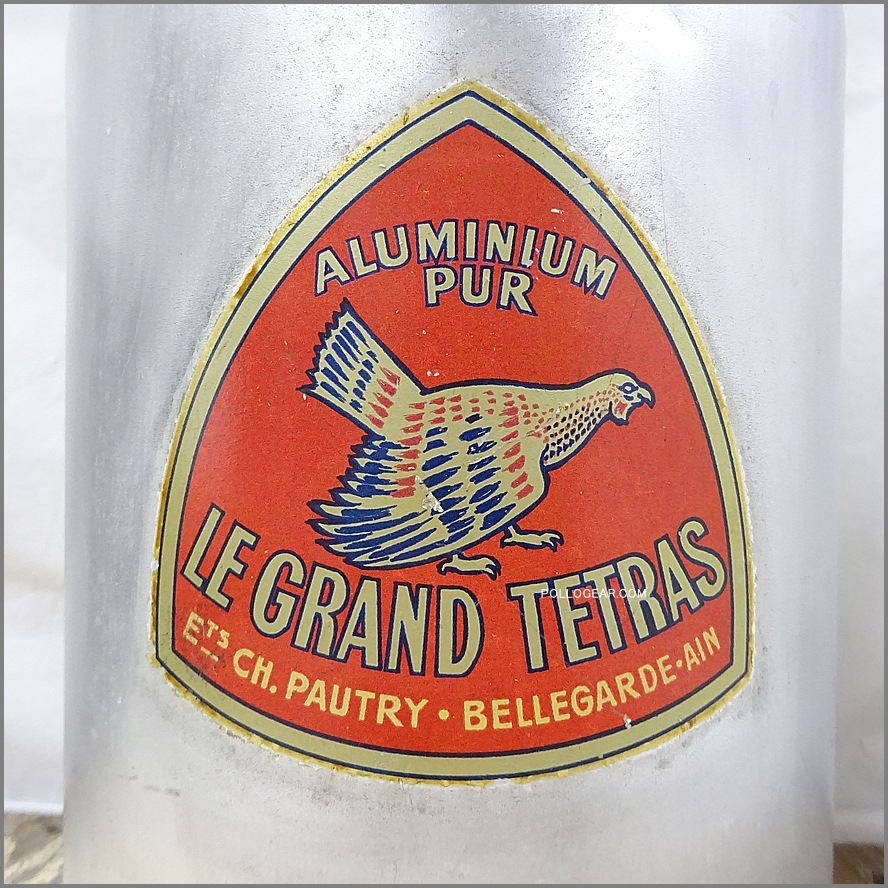 ALUMINIUM
PUR
LE GRAND TETRAS
POLLOGEAR.COM
ETS CH. PAUTRY • BELLEGARDE • AIN